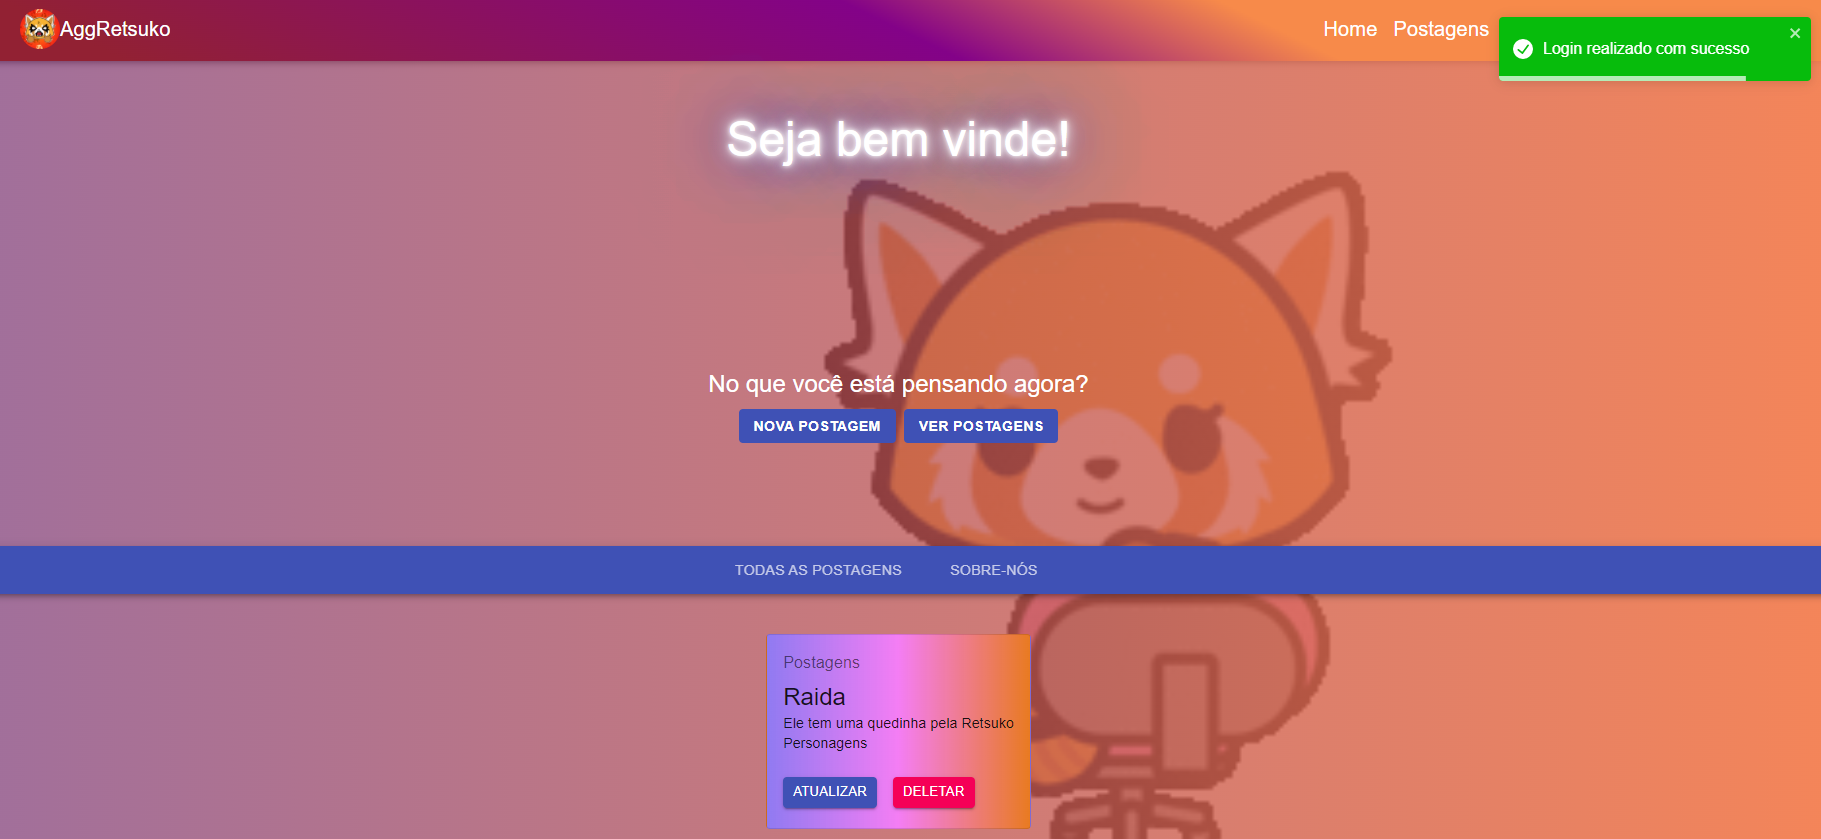 AggRetsuko
Home Postagens
Login realizado com sucesso
Seja bem vinde!
No que você está pensando agora?
NOVA POSTAGEM VER POSTAGENS
TODAS AS POSTAGENS SOBRE-NÓS
Postagens
Raida
Ele tem uma quedinha pela Retsuko
Personagens
ATUALIZAR DELETAR